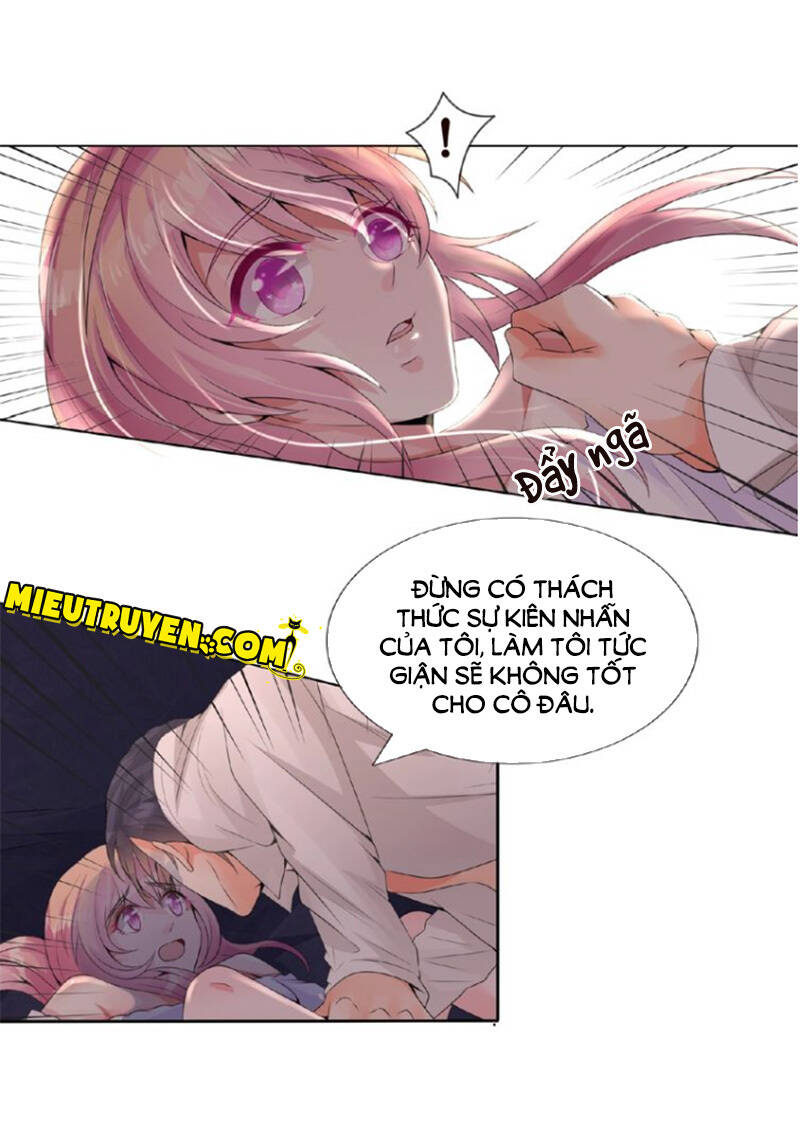 !
Đẩy ngã
MIEUTRUYEN.COM
ĐỪNG CÓ THÁCH
THỨC SỰ KIÊN NHẪN
CỦA TÔI, LÀM TÔI TỨC
GIẬN SẼ KHÔNG TỐT
CHO CÔ ĐÂU.